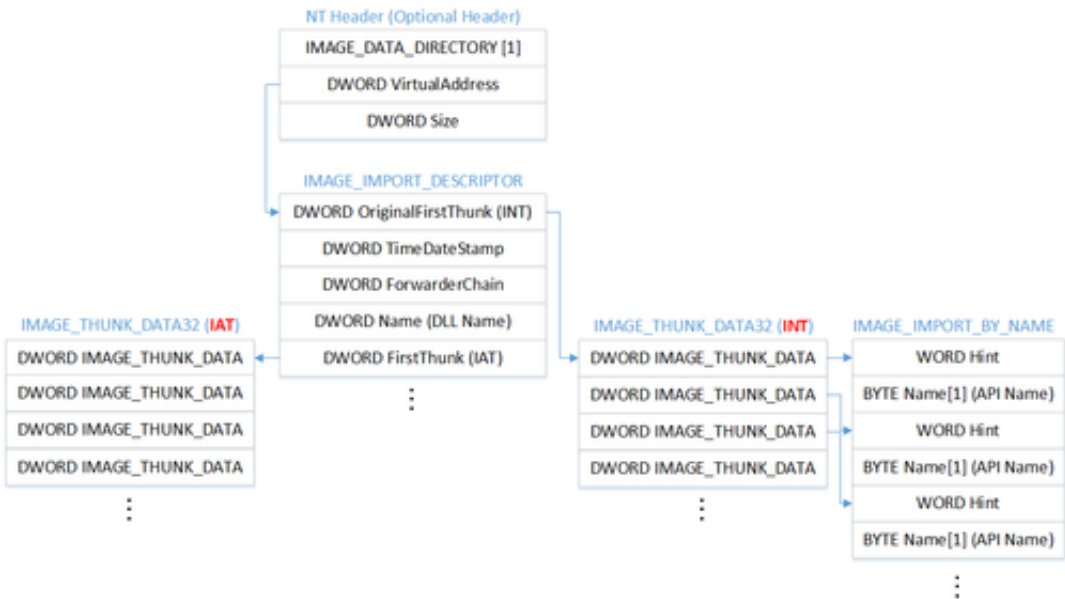 NT Header (Optional Header)
IMAGE_DATA_DIRECTORY [1]
DWORD VirtualAddress
DWORD Size
IMAGE_IMPORT_DESCRIPTOR
DWORD OriginalFirstThunk (INT)
DWORD TimeDateStamp
DWORD ForwarderChain
DWORD Name (DLL Name)
DWORD FirstThunk (IAT)
IMAGE_THUNK_DATA32 (IAT)
DWORD IMAGE_THUNK_DATA
DWORD IMAGE_THUNK_DATA
DWORD IMAGE_THUNK_DATA
DWORD IMAGE_THUNK_DATA
IMAGE_THUNK_DATA32 (INT)
DWORD IMAGE_THUNK_DATA
DWORD IMAGE_THUNK_DATA
DWORD IMAGE_THUNK_DATA
DWORD IMAGE_THUNK_DATA
IMAGE_IMPORT_BY_NAME
WORD Hint
BYTE Name[1] (API Name)
WORD Hint
BYTE Name[1] (API Name)
WORD Hint
BYTE Name[1] (API Name)